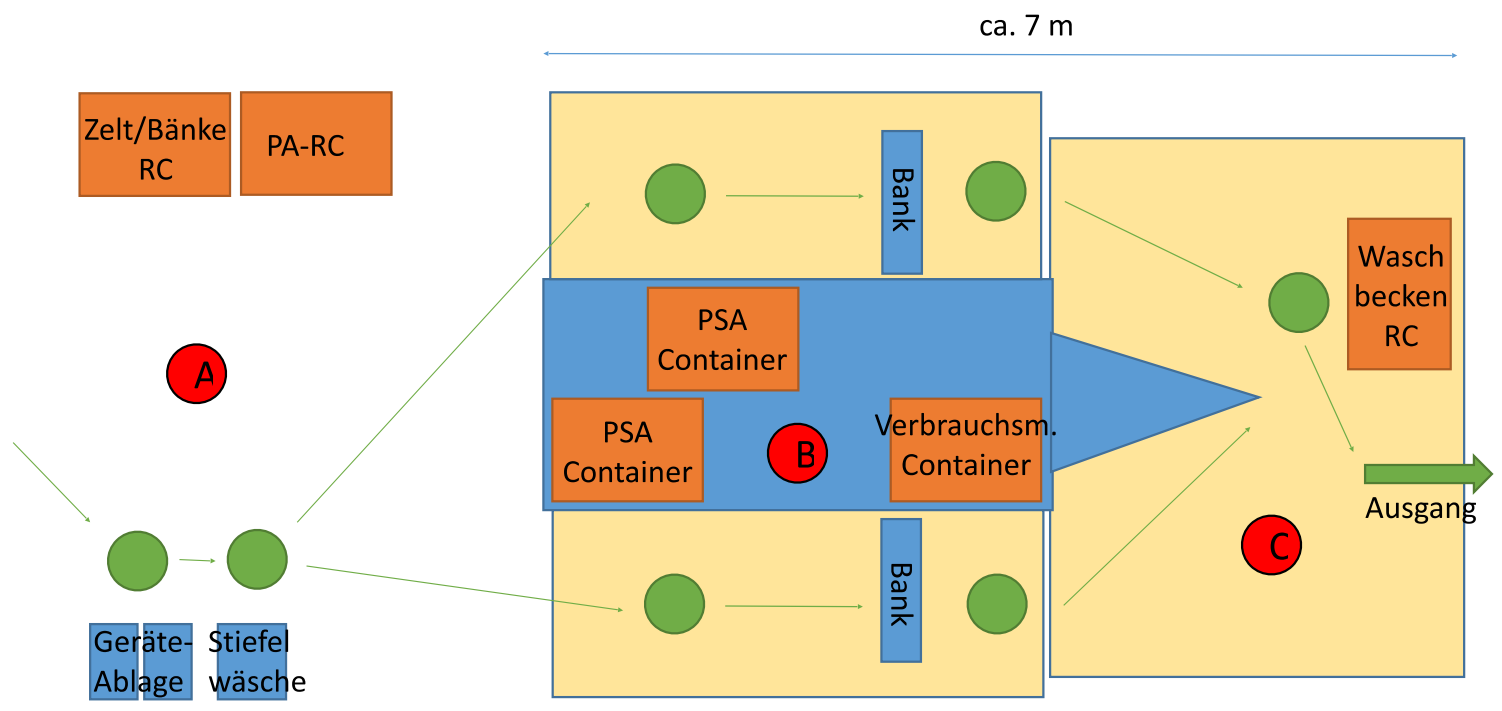 ca. 7 m
Zelt/Bänke
RC
PA-RC
Bank
Wasch
becken
RC
PSA
Container
A
PSA
Container
B
Verbrauchsm.
Container
Ausgang
C
Bank
Geräte-
Ablage
Stiefel
wäsche